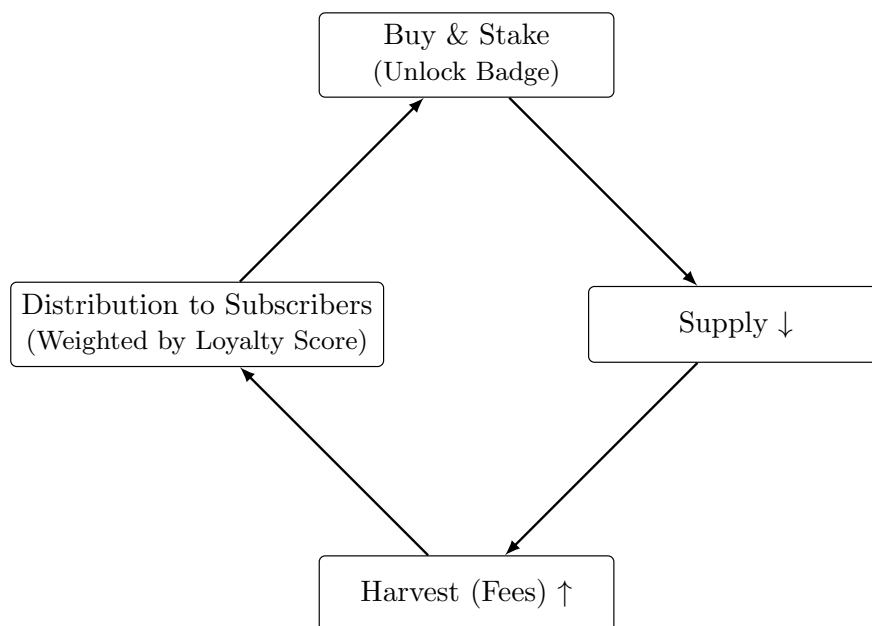 Buy & Stake
(Unlock Badge)
Distribution to Subscribers
(Weighted by Loyalty Score)
Supply ↓
Harvest (Fees) ↑